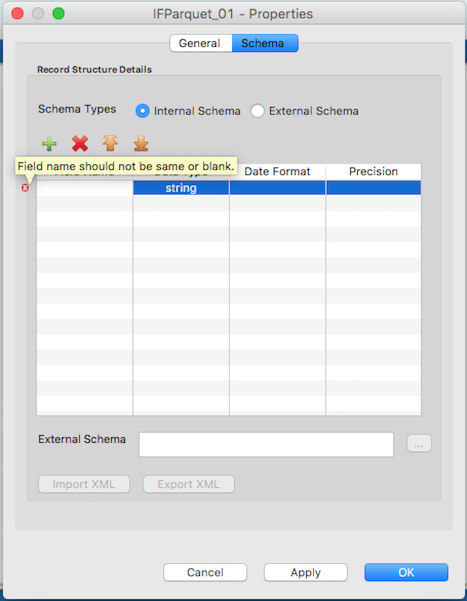 IFParquet_01 - Properties
General Schema
Record Structure Details
Schema Types Internal Schema External Schema
Field name should not be same or blank.
Field Name Data Type Date Format Precision
string
External Schema ...
Import XML Export XML
Cancel Apply OK